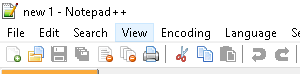 new 1 - Notepad++
File Edit Search View Encoding Language